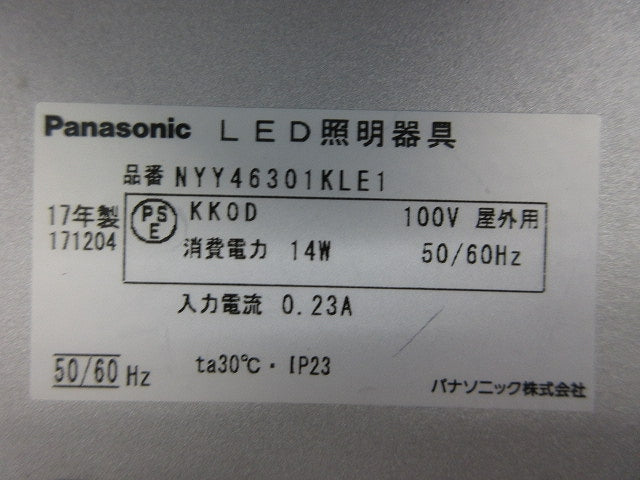 Panasonic LED照明器具
品番 NYY46301KLE1
17年製 PSE KKOD 100V 屋外用
171204 消費電力 14W 50/60Hz
入力電流 0.23A
50/60 Hz ta30℃・IP23
パナソニック株式会社